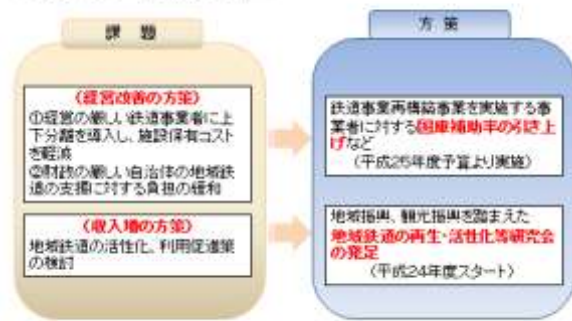 課 題
(経営改善の方策)
①経営の厳しい鉄道事業者に上
下分離を導入し、施設保有コスト
を軽減
②財政の厳しい自治体の地域鉄
道の支援に対する負担の緩和
(収入増の方策)
地域鉄道の活性化、利用促進策
の検討
方 策
鉄道事業再構築事業を実施する事
業者に対する国庫補助率の引き上
げなど
(平成25年度予算より実施)
地域振興、観光振興を踏まえた
地域鉄道の再生・活性化等研究会
の発足
(平成24年度スタート)